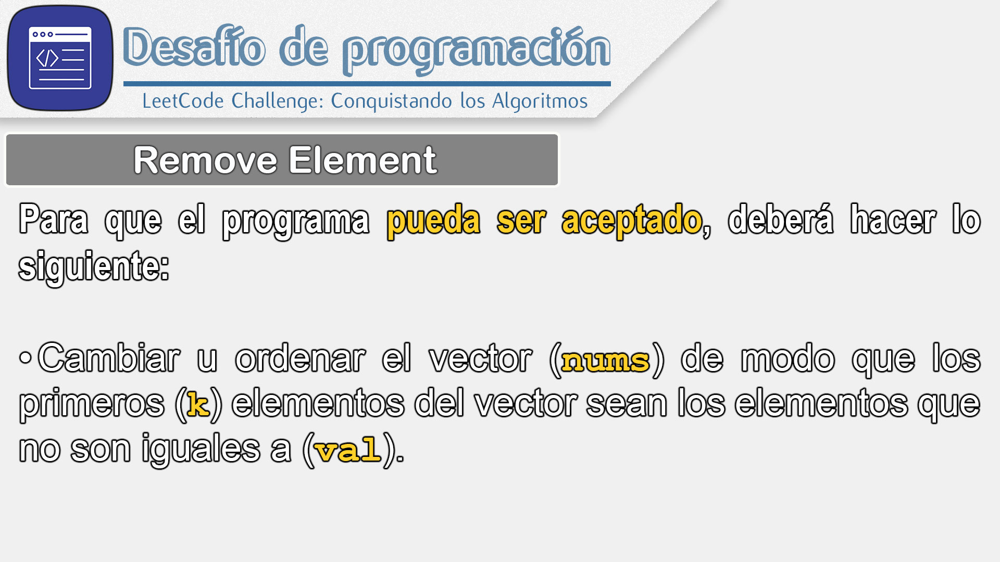 Desafío de programación
LeetCode Challenge: Conquistando los Algoritmos
Remove Element
Para que el programa pueda ser aceptado, deberá hacer lo
siguiente:
• Cambiar u ordenar el vector (nums) de modo que los
primeros (k) elementos del vector sean los elementos que
no son iguales a (val).